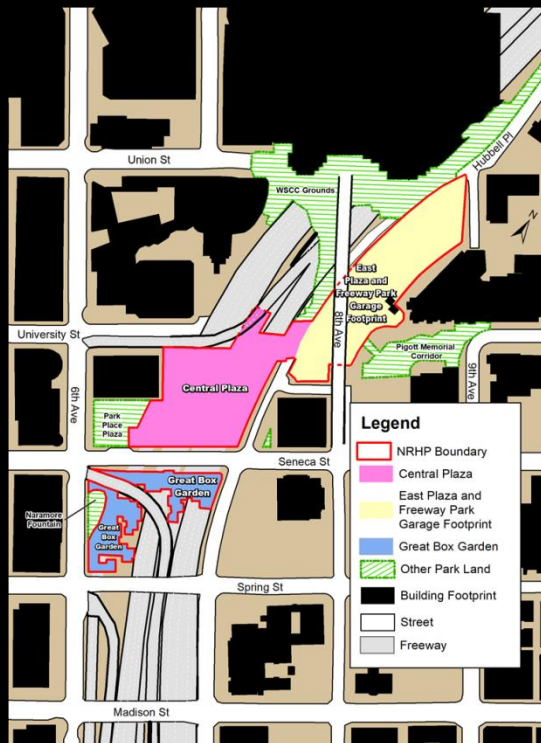 Union St
Hubbell Pl
WSCC Grounds
East
Plaza and
Freeway Park
Garage
Footprint
8th Ave
University St
Pigott Memorial
Corridor
6th Ave
9th Ave
Central Plaza
Park
Place
Plaza
Legend
NRHP Boundary
Central Plaza
East Plaza and
Freeway Park
Garage Footprint
Great Box Garden
Other Park Land
Building Footprint
Street
Freeway
Seneca St
Great Box
Garden
Naramore
Fountain
Great
Box
Garden
Spring St
Madison St